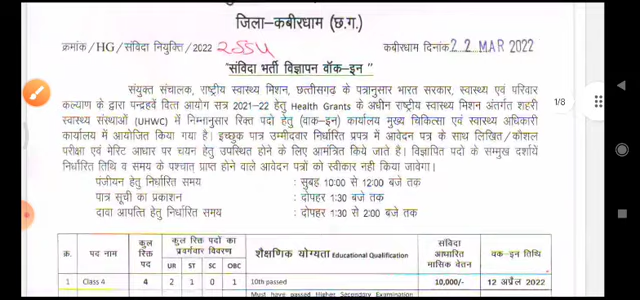 जिला-कबीरधाम (छ.ग.)
क्रमांक/HG/संविदा नियुक्ति/2022 2554 कबीरधाम दिनांक 22 MAR 2022
"संविदा भर्ती विज्ञापन वॉक-इन"
संयुक्त संचालक, राष्ट्रीय स्वास्थ्य मिशन, छत्तीसगढ़ के पत्रानुसार भारत सरकार, स्वास्थ्य एवं परिवार
कल्याण के द्वारा पन्द्रहवें वित्त आयोग सत्र 2021-22 हेतु Health Grants के अधीन राष्ट्रीय स्वास्थ्य मिशन अंतर्गत शहरी
स्वास्थ्य संस्थाओं (UHWC) में निम्नानुसार रिक्त पदो हेतु (वाक-इन) कार्यालय मुख्य चिकित्सा एवं स्वास्थ्य अधिकारी
कार्यालय में आयोजित किया गया है। इच्छुक पात्र उम्मीदवार निर्धारित प्रपत्र में आवेदन पत्र के साथ लिखित/कौशल
परीक्षा एवं मेरिट आधार पर चयन हेतु उपस्थित होने के लिए आमंत्रित किये जाते है। विज्ञापित पदो के सम्मुख दर्शाये
निर्धारित तिथि व समय के पश्चात् प्राप्त होने वाले आवेदन पत्रों को स्वीकार नही किया जावेगा।
पंजीयन हेतु निर्धारित समय : सुबह 10:00 से 12:00 बजे तक
पात्र सूची का प्रकाशन : दोपहर 1:30 बजे तक
दावा आपत्ति हेतु निर्धारित समय : दोपहर 1:30 से 2:00 बजे तक
1/8
क्र. पद नाम कुल रिक्त पद कुल रिक्त पदों का प्रवर्गवार विवरण शैक्षणिक योग्यता Educational Qualification संविदा आधारित मासिक वेतन वक-इन तिथि
UR ST SC OBC
1 Class 4 4 2 1 0 1 10th passed 10,000/- 12 अप्रैल 2022
Must have passed Higher Secondary Examination